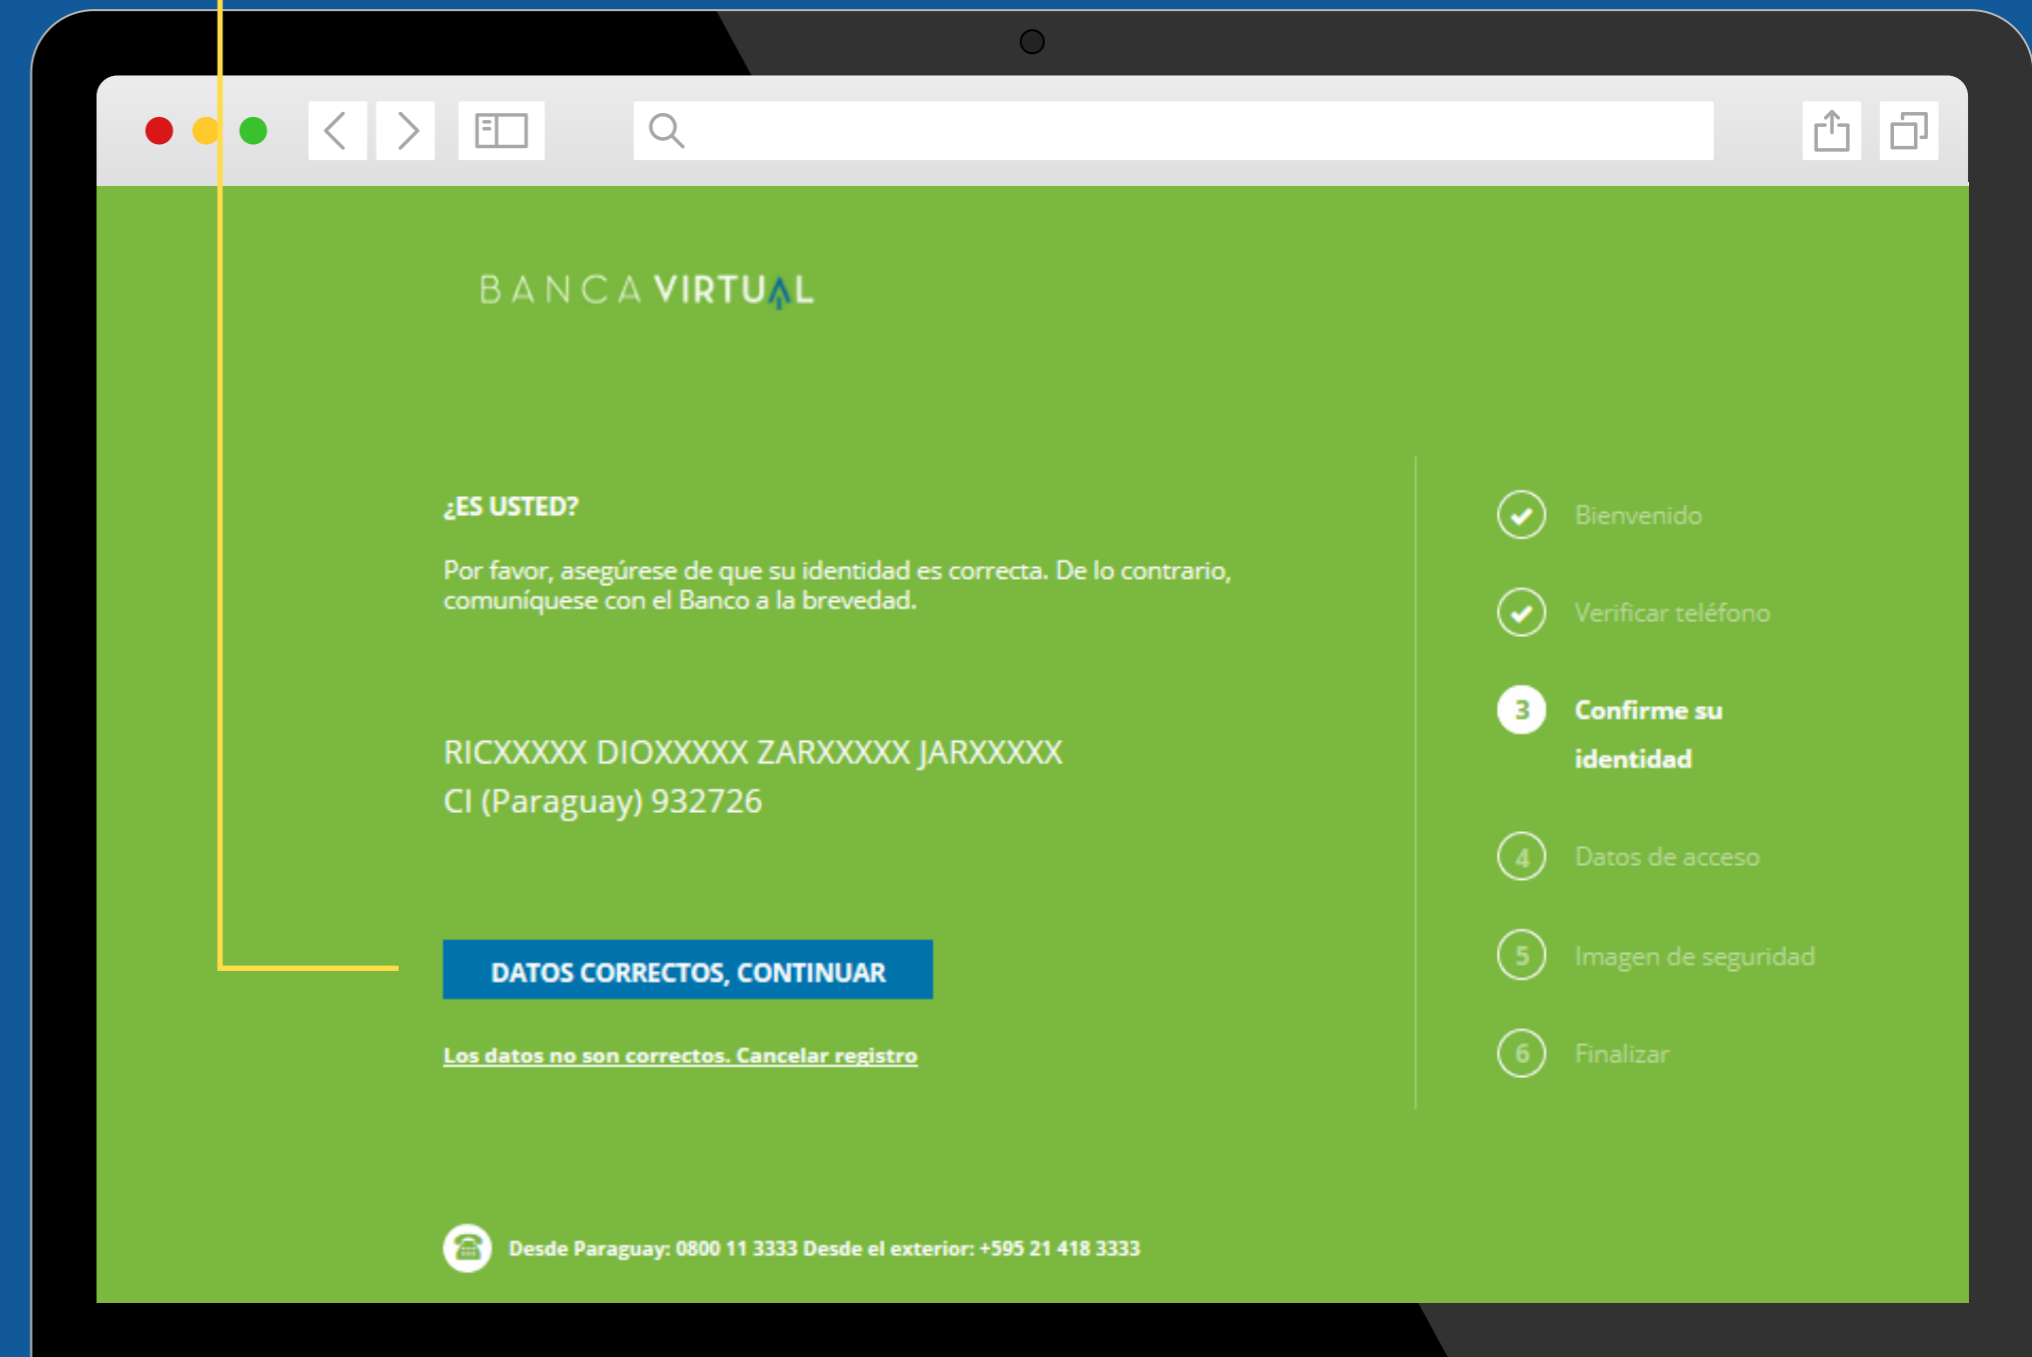 BANCA VIRTUAL
¿ES USTED?
Por favor, asegúrese de que su identidad es correcta. De lo contrario,
comuníquese con el Banco a la brevedad.
RICXXXXX DIOXXXXX ZARXXXXX JARXXXXX
CI (Paraguay) 932726
DATOS CORRECTOS, CONTINUAR
Los datos no son correctos. Cancelar registro
Desde Paraguay: 0800 11 3333 Desde el exterior: +595 21 418 3333
Bienvenido
Verificar teléfono
3 Confirme su
identidad
4 Datos de acceso
5 Imagen de seguridad
6 Finalizar